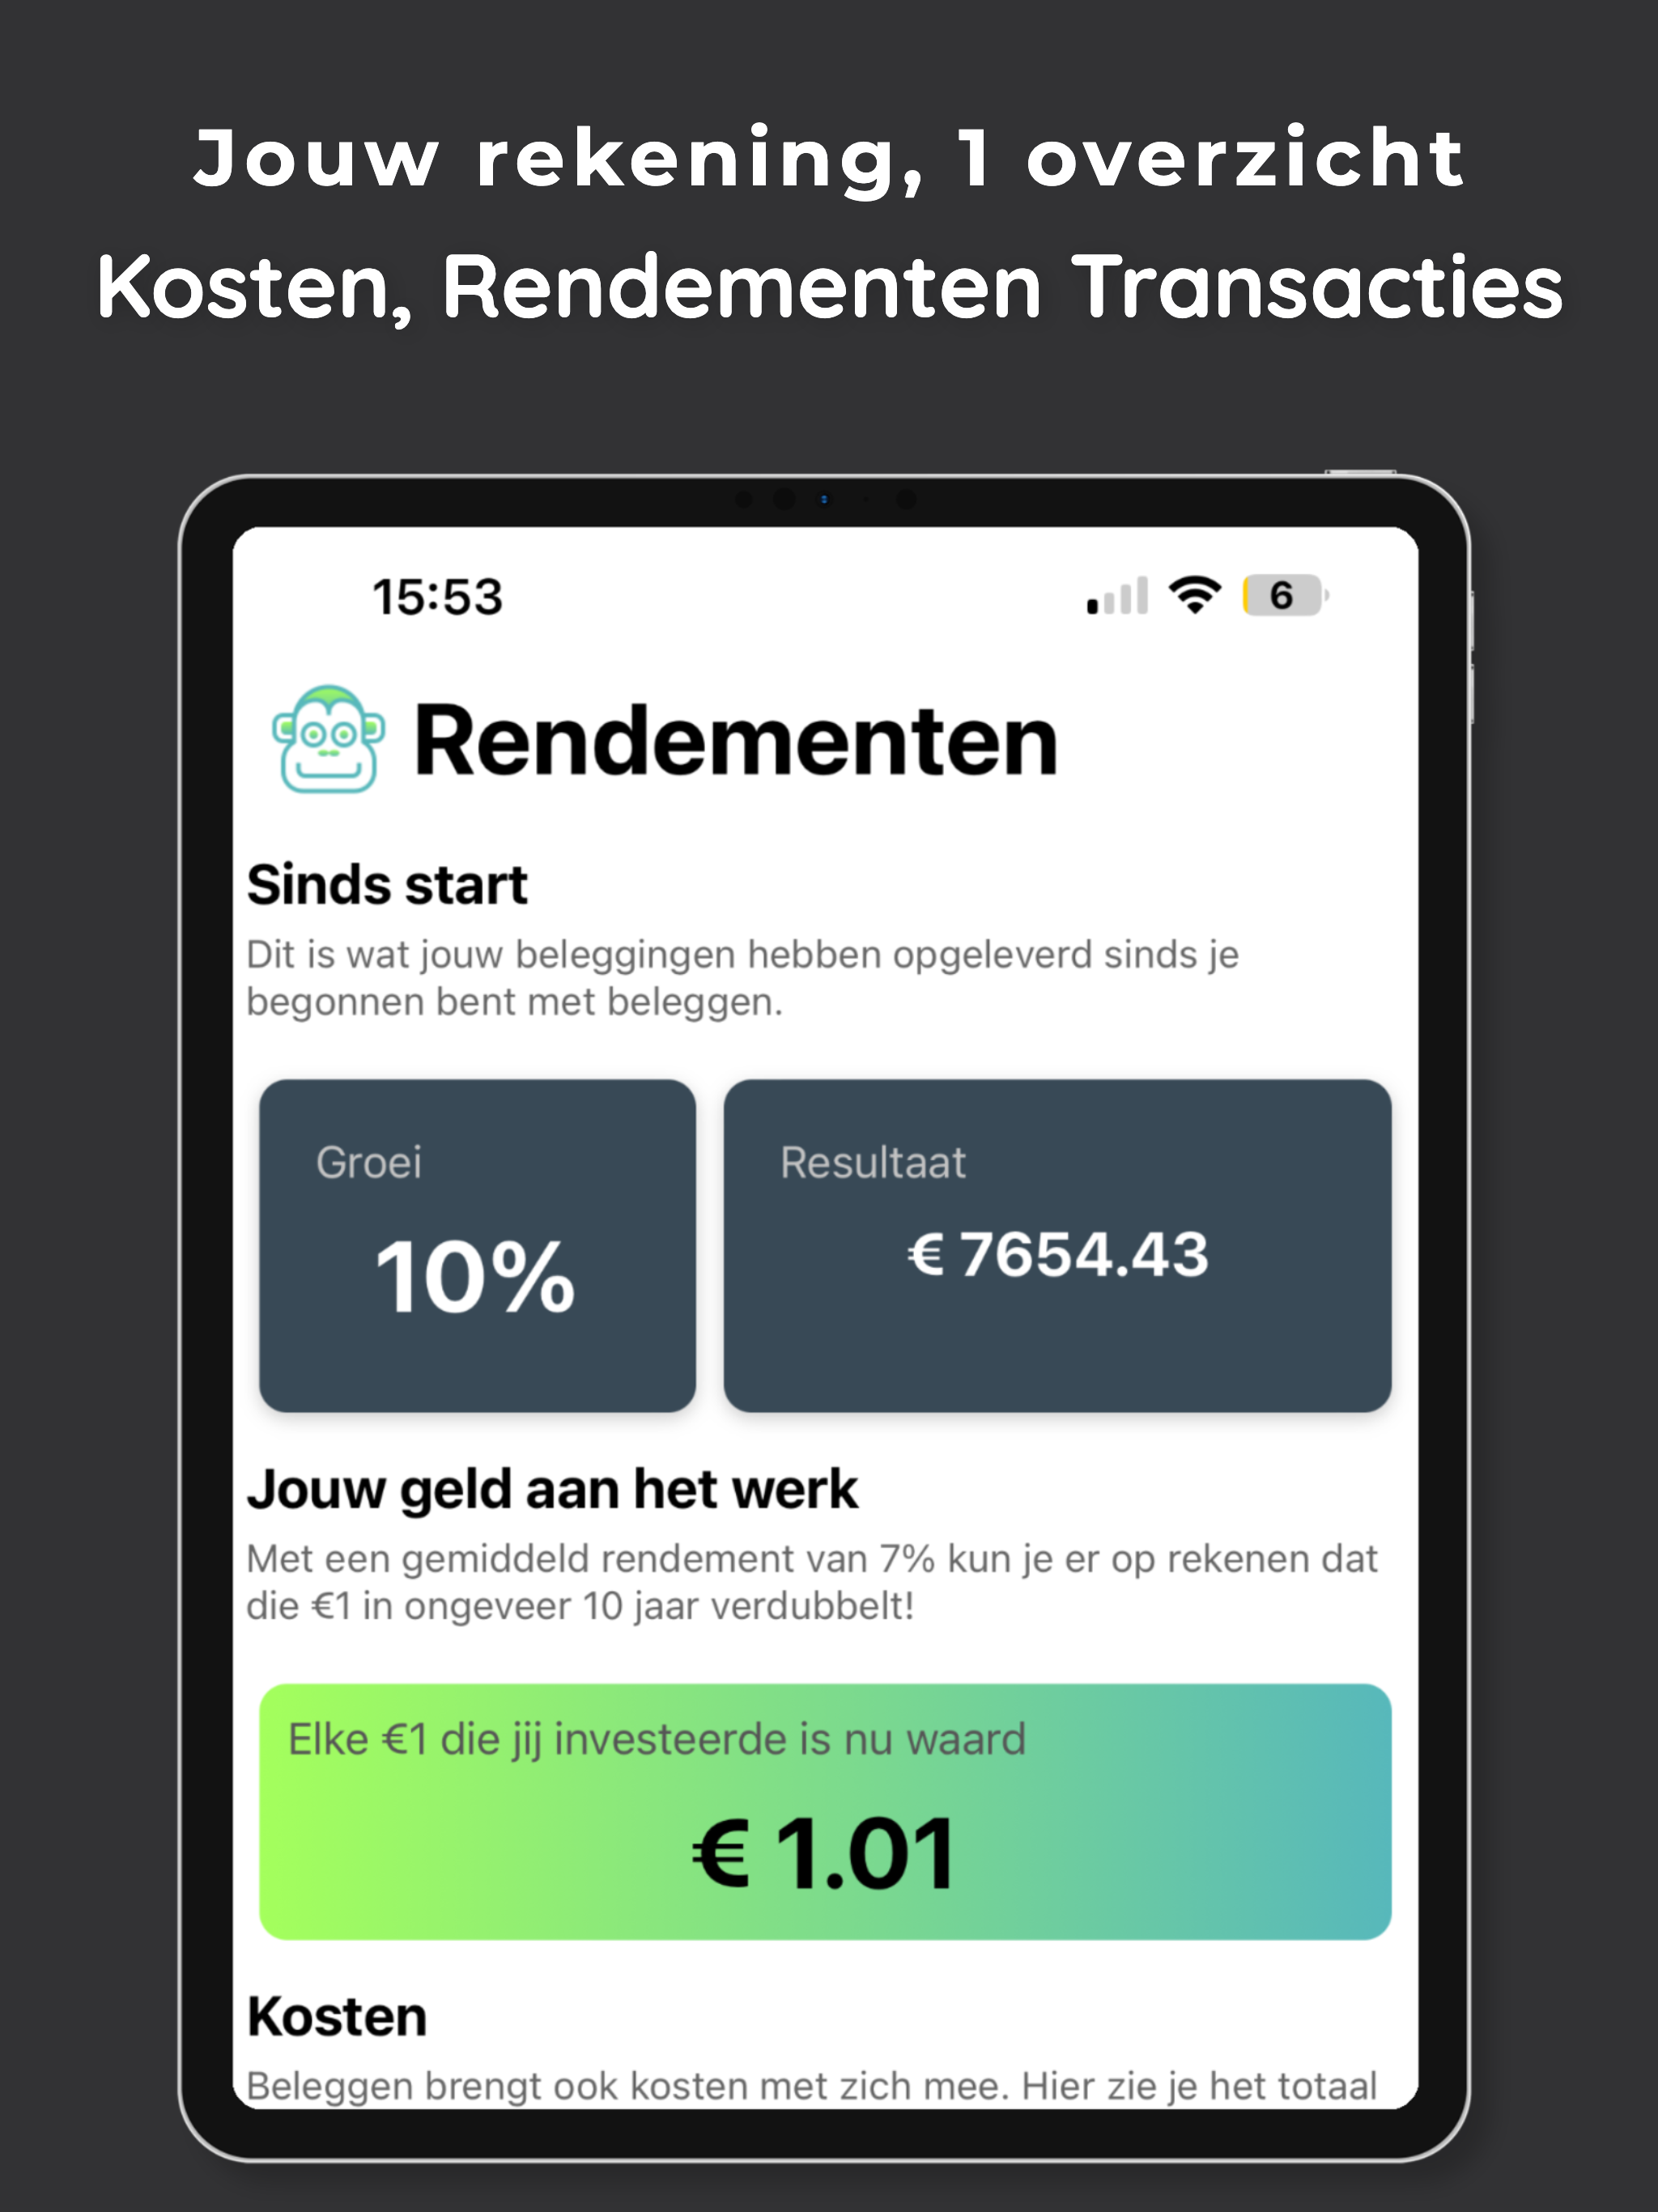 Jouw rekening, 1 overzicht
Kosten, Rendementen Transacties
15:53
6
Rendementen
Sinds start
Dit is wat jouw beleggingen hebben opgeleverd sinds je
begonnen bent met beleggen.
Groei
Resultaat
10%
€ 7654.43
Jouw geld aan het werk
Met een gemiddeld rendement van 7% kun je er op rekenen dat
die €1 in ongeveer 10 jaar verdubbelt!
Elke €1 die jij investeerde is nu waard
€ 1.01
Kosten
Beleggen brengt ook kosten met zich mee. Hier zie je het totaal